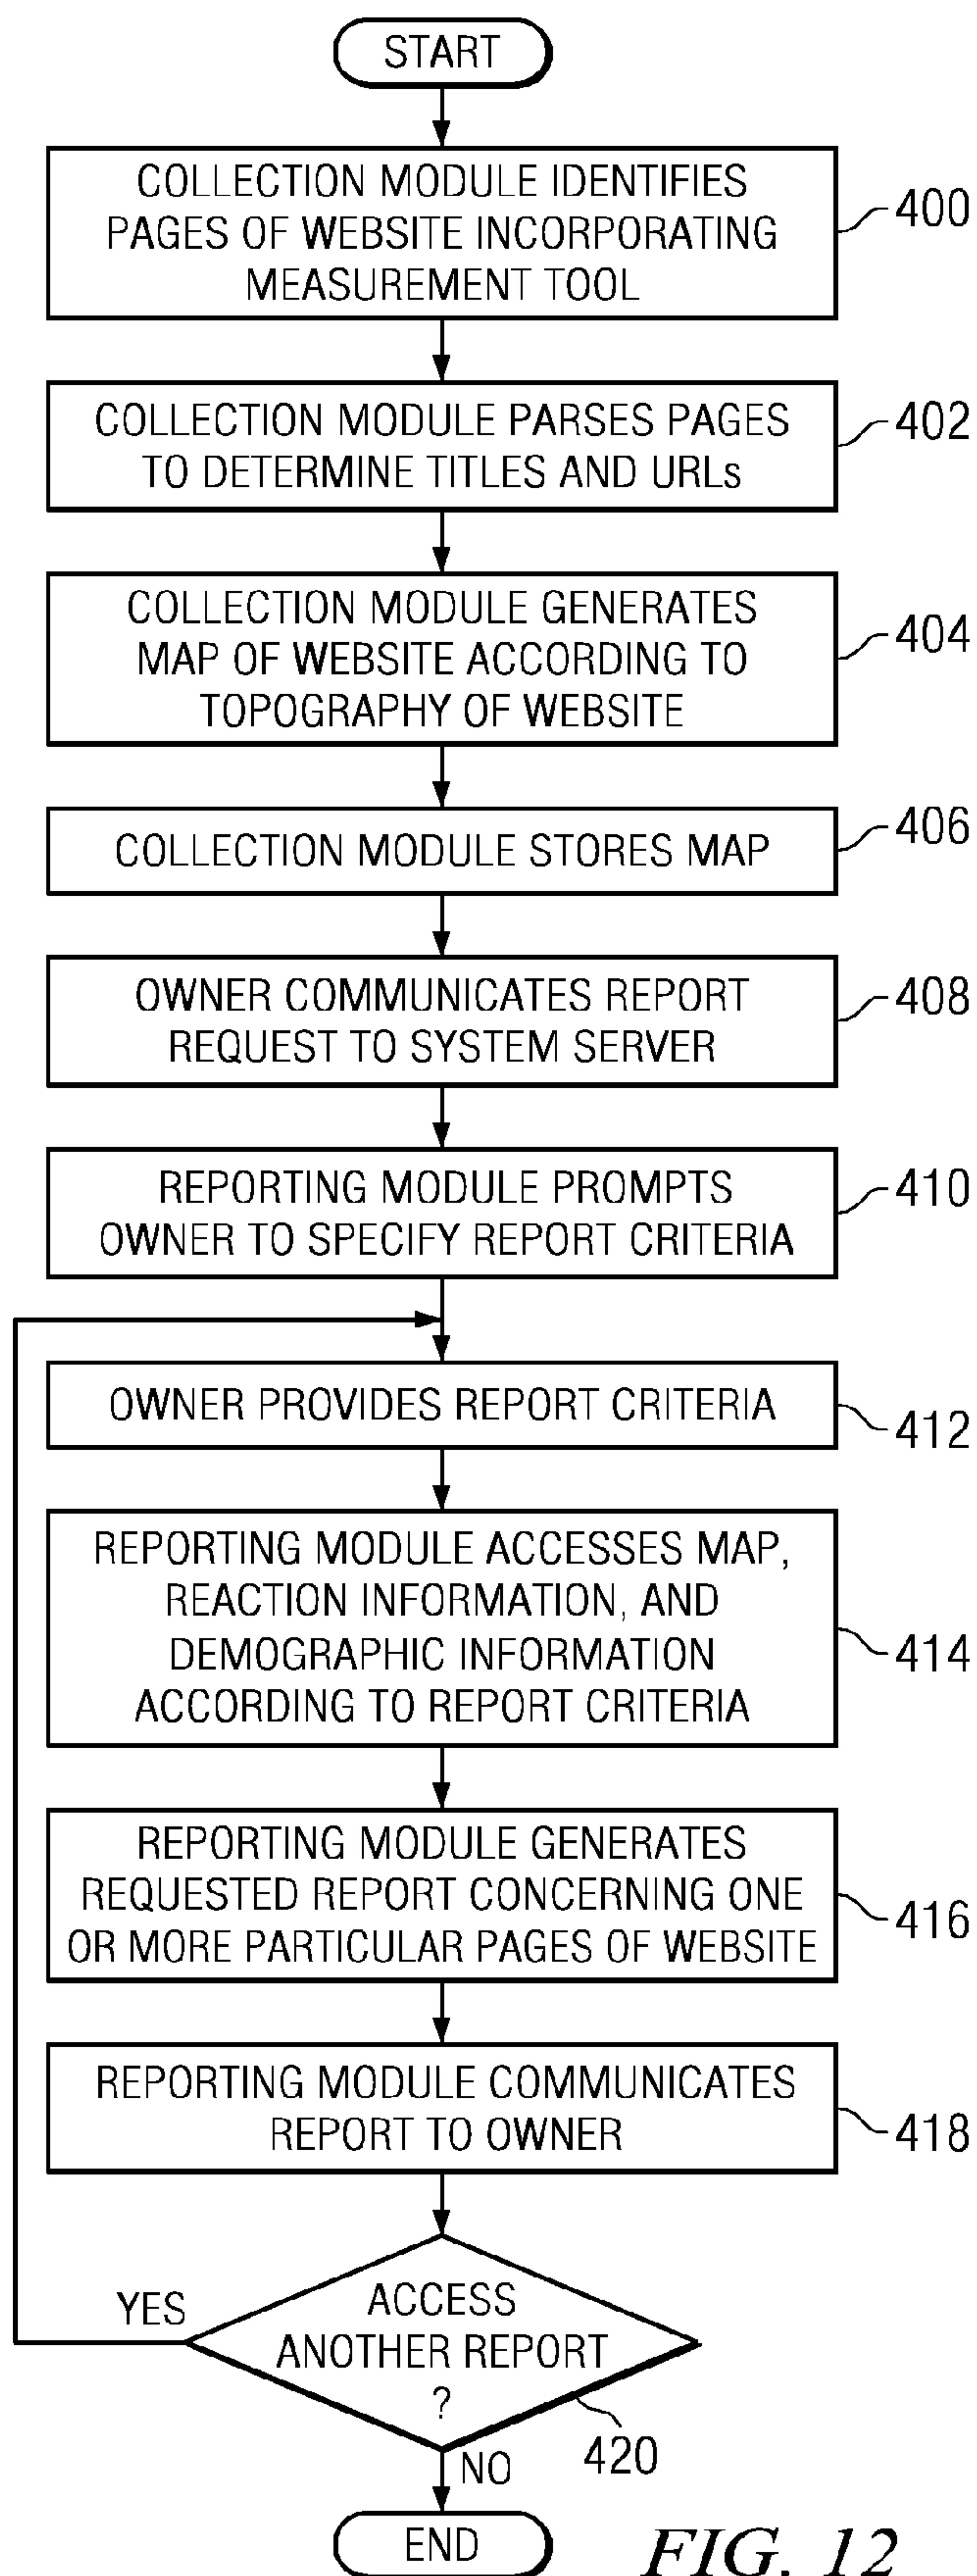 START
COLLECTION MODULE IDENTIFIES
PAGES OF WEBSITE INCORPORATING
MEASUREMENT TOOL
400
COLLECTION MODULE PARSES PAGES
TO DETERMINE TITLES AND URLs
402
COLLECTION MODULE GENERATES
MAP OF WEBSITE ACCORDING TO
TOPOGRAPHY OF WEBSITE
404
COLLECTION MODULE STORES MAP
406
OWNER COMMUNICATES REPORT
REQUEST TO SYSTEM SERVER
408
REPORTING MODULE PROMPTS
OWNER TO SPECIFY REPORT CRITERIA
410
OWNER PROVIDES REPORT CRITERIA
412
REPORTING MODULE ACCESSES MAP,
REACTION INFORMATION, AND
DEMOGRAPHIC INFORMATION
ACCORDING TO REPORT CRITERIA
414
REPORTING MODULE GENERATES
REQUESTED REPORT CONCERNING ONE
OR MORE PARTICULAR PAGES OF WEBSITE
416
REPORTING MODULE COMMUNICATES
REPORT TO OWNER
418
YES
ACCESS
ANOTHER REPORT
?
420
NO
END
FIG. 12